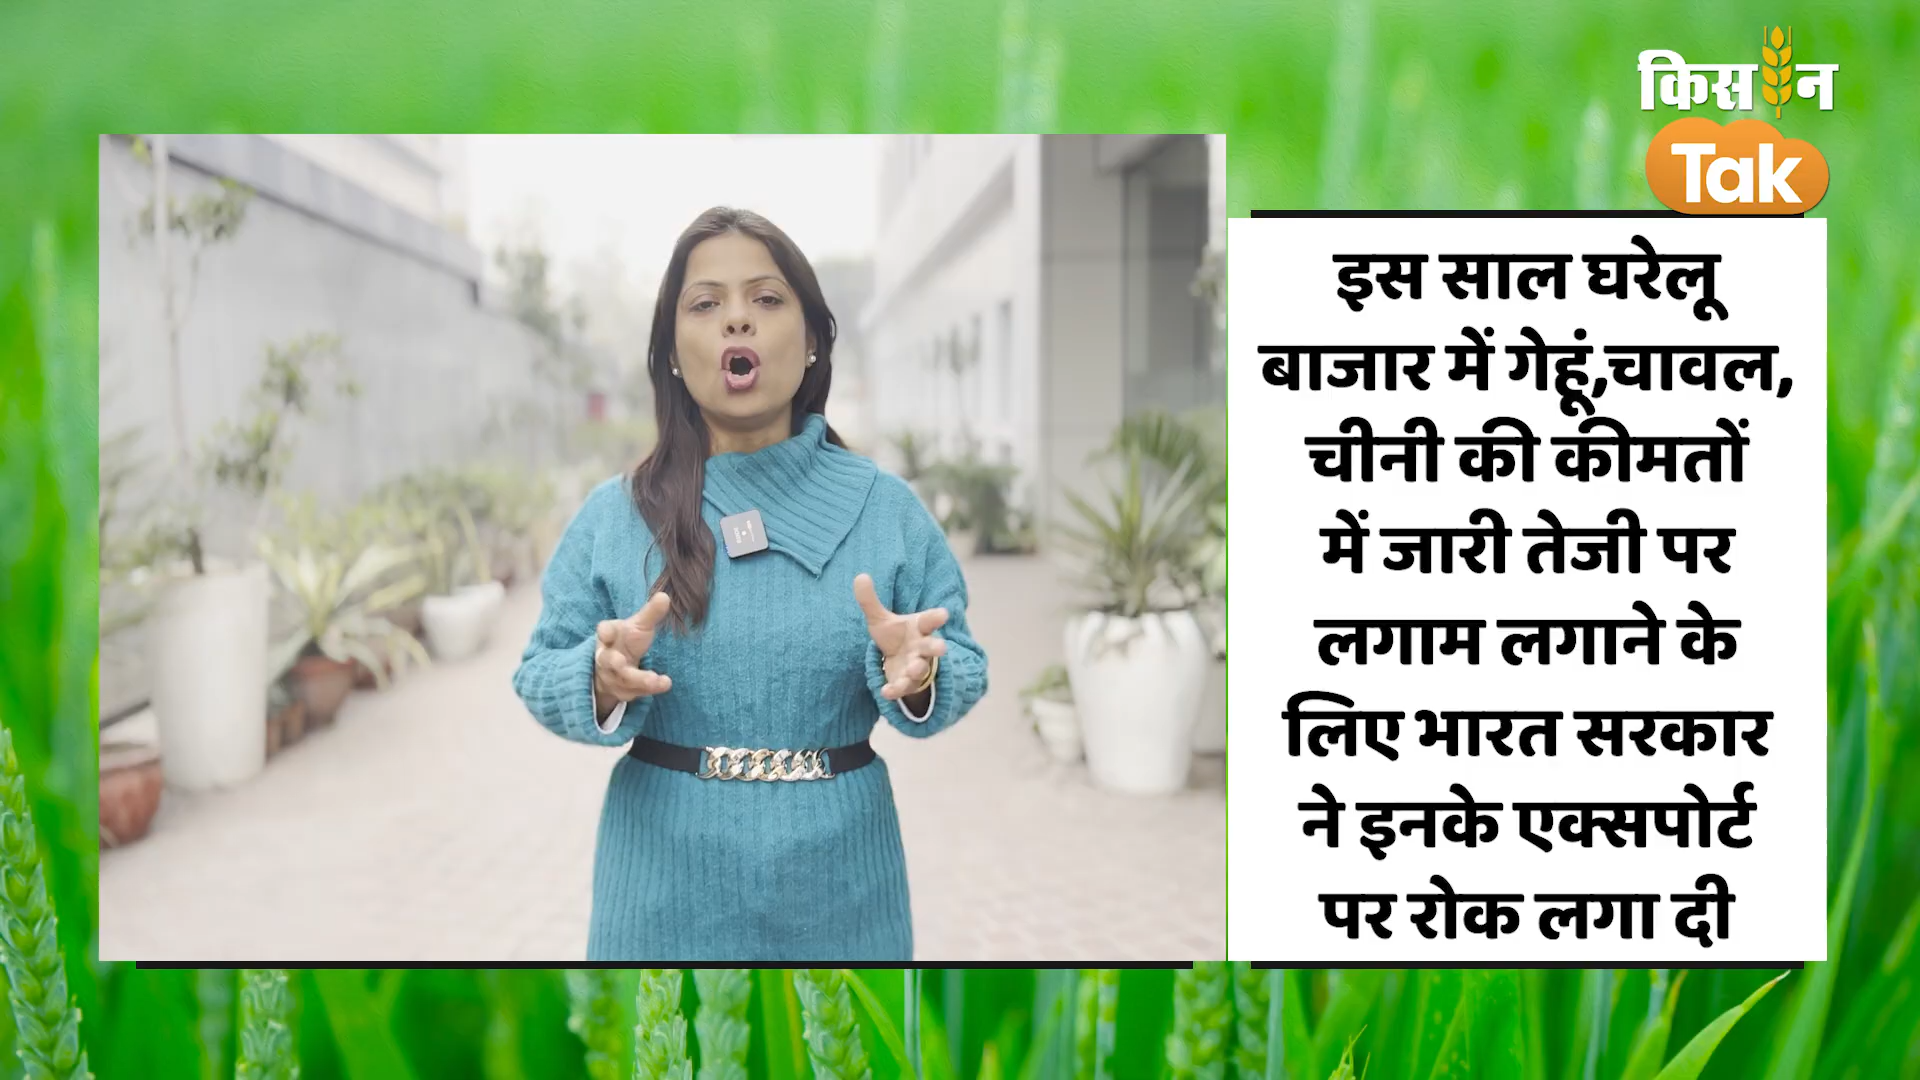 किसान
Tak
इस साल घरेलू
बाजार में गेहूं,चावल,
चीनी की कीमतों
में जारी तेजी पर
लगाम लगाने के
लिए भारत सरकार
ने इनके एक्सपोर्ट
पर रोक लगा दी